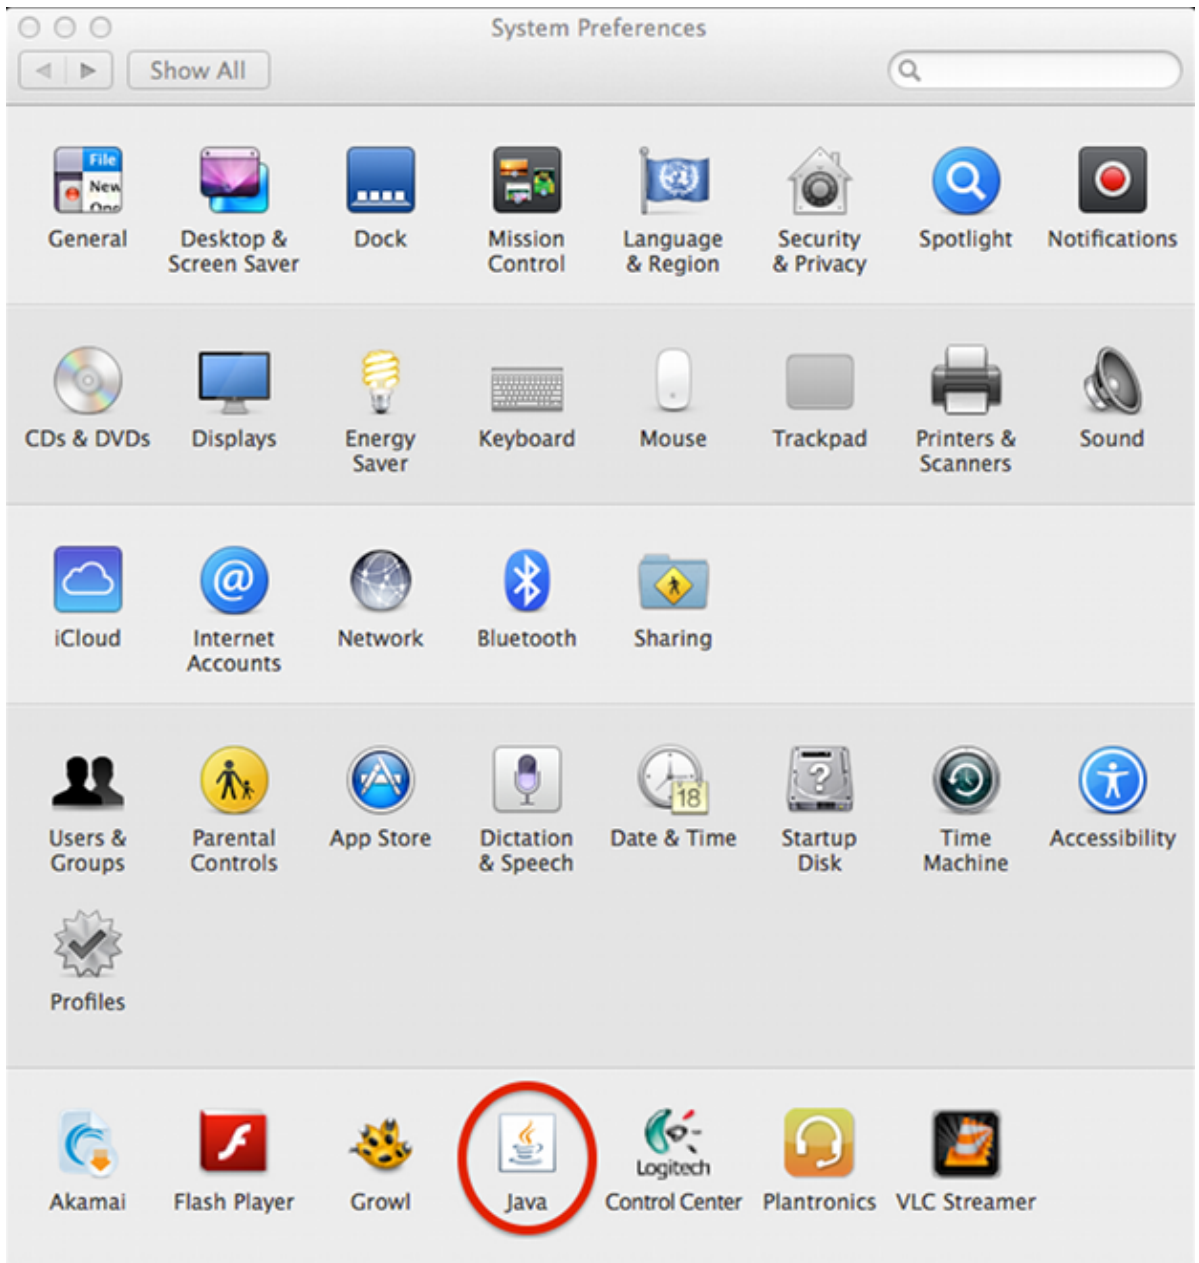 System Preferences
Show All
File
New
General
Desktop &
Screen Saver
Dock
Mission
Control
Language
& Region
Security
& Privacy
Spotlight
Notifications
CDs & DVDs
Displays
Energy
Saver
Keyboard
Mouse
Trackpad
Printers &
Scanners
Sound
iCloud
@
Internet
Accounts
Network
Bluetooth
Sharing
Users &
Groups
Parental
Controls
App Store
Dictation
& Speech
18
Date & Time
?
Startup
Disk
Time
Machine
Accessibility
Profiles
Akamai
Flash Player
Growl
Java
Logitech
Control Center
Plantronics
VLC Streamer